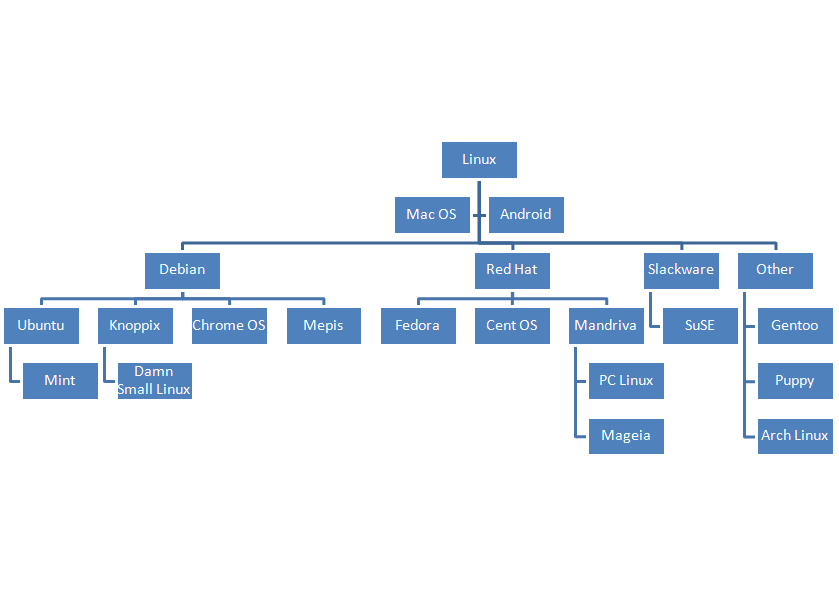 Linux
Mac OS
Android
Debian
Red Hat
Slackware
Other
Ubuntu
Knoppix
Chrome OS
Mepis
Fedora
Cent OS
Mandriva
SuSE
Gentoo
Mint
Damn
Small Linux
PC Linux
Puppy
Mageia
Arch Linux